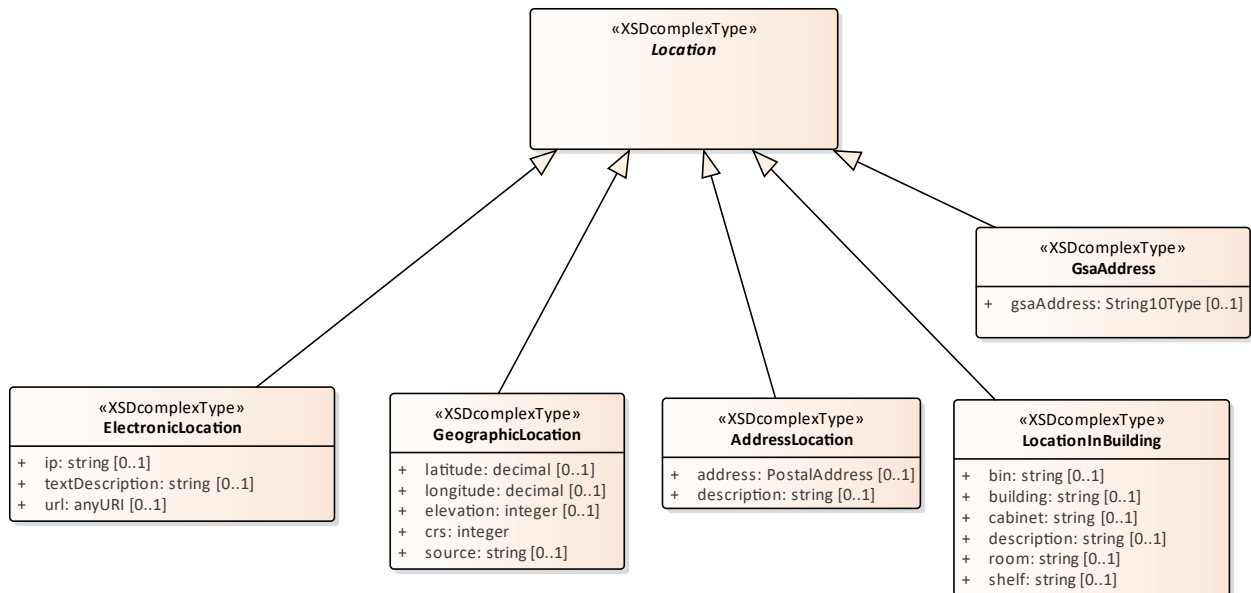 «XSDcomplexType»
Location
«XSDcomplexType»
GsaAddress
+ gsaAddress: String10Type [0..1]
«XSDcomplexType»
ElectronicLocation
+ ip: string [0..1]
+ textDescription: string [0..1]
+ url: anyURI [0..1]
«XSDcomplexType»
GeographicLocation
+ latitude: decimal [0..1]
+ longitude: decimal [0..1]
+ elevation: integer [0..1]
+ crs: integer
+ source: string [0..1]
«XSDcomplexType»
AddressLocation
+ address: PostalAddress [0..1]
+ description: string [0..1]
«XSDcomplexType»
LocationInBuilding
+ bin: string [0..1]
+ building: string [0..1]
+ cabinet: string [0..1]
+ description: string [0..1]
+ room: string [0..1]
+ shelf: string [0..1]